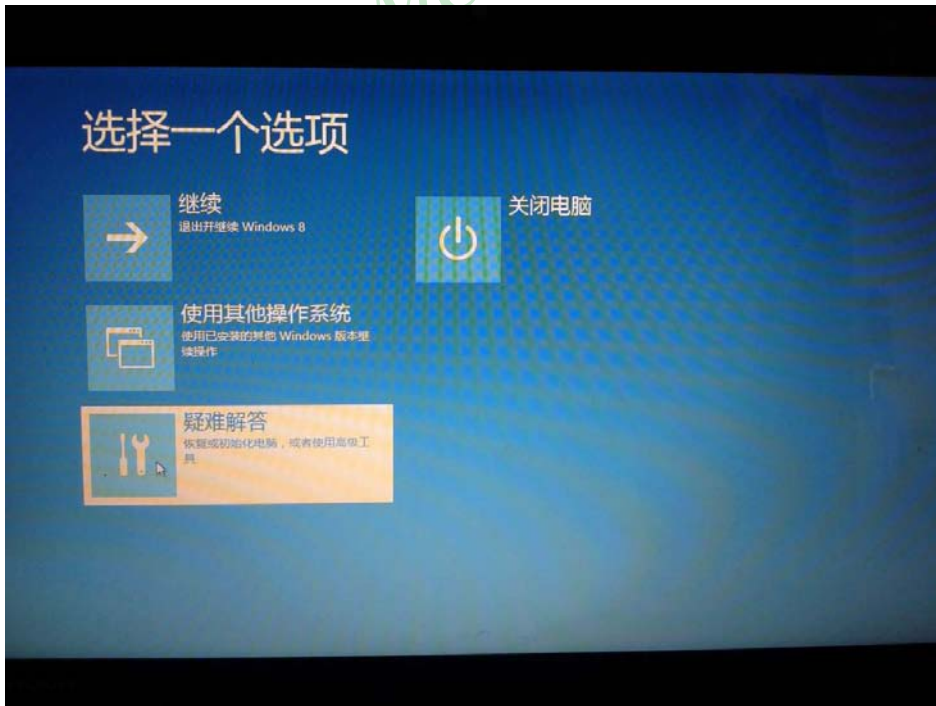 选择一个选项
继续
退出并继续 Windows 8
关闭电脑
使用其他操作系统
使用已安装的其他 Windows 版本继
续操作
疑难解答
恢复或初始化电脑，或者使用高级工
具